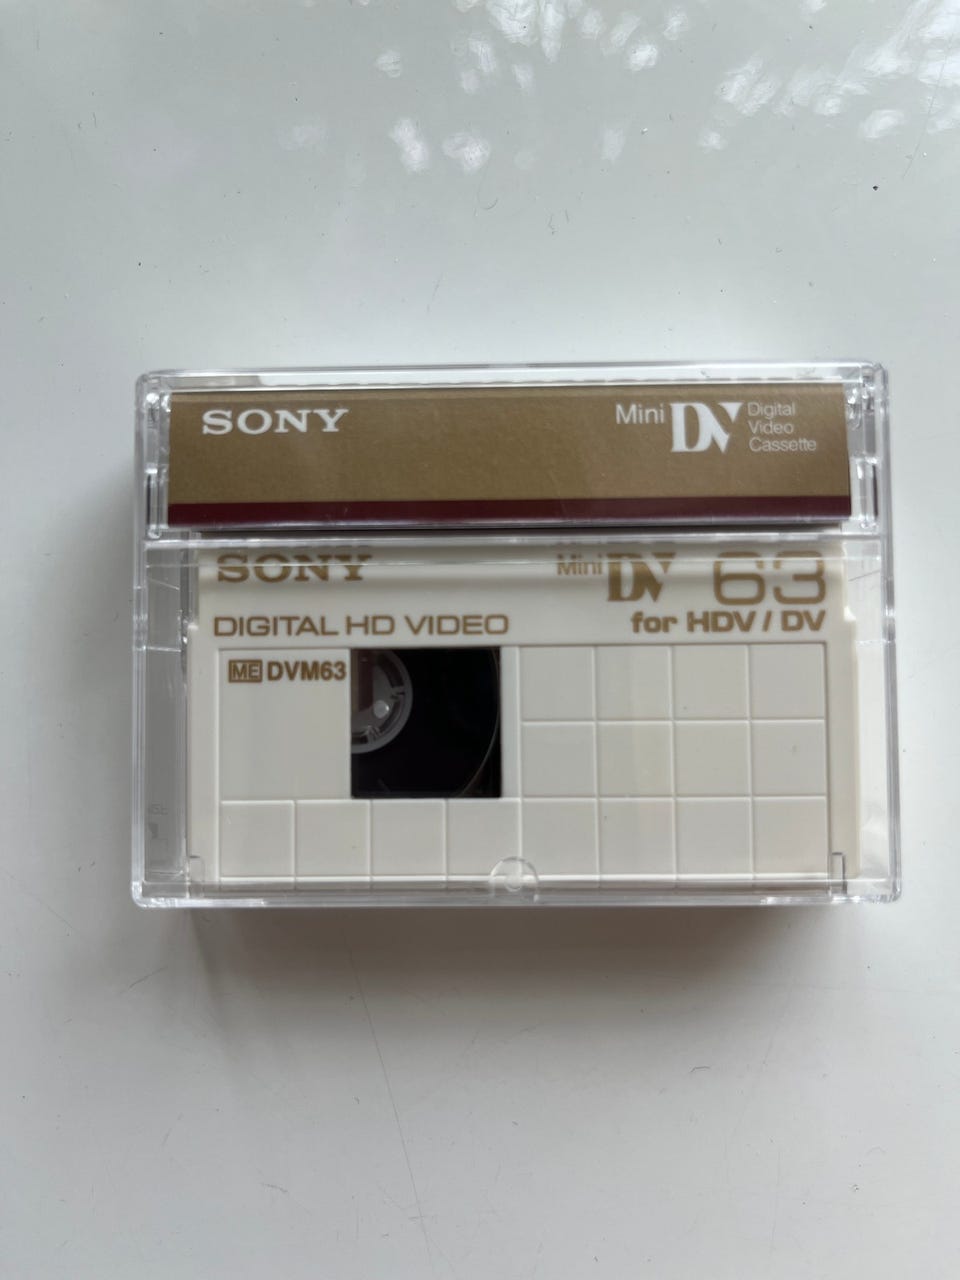 SONY
Mini DV Digital
Video
Cassette
SONY
Mini DV 63
DIGITAL HD VIDEO
for HDV / DV
ME DVM63